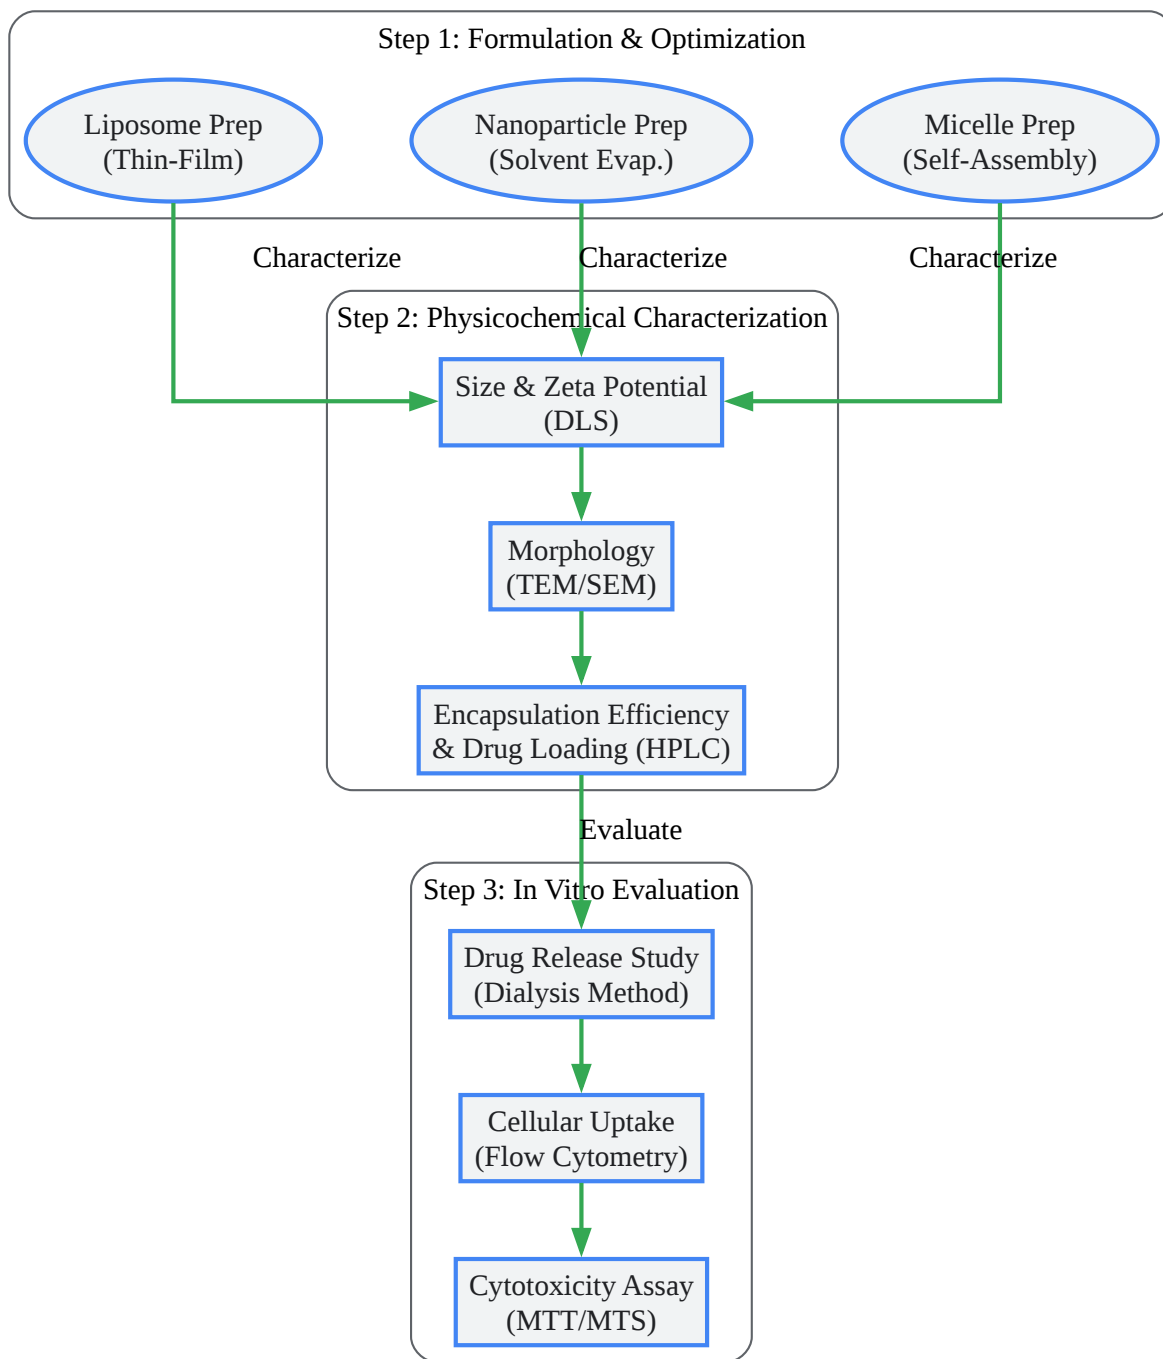 Step 1: Formulation & Optimization
Liposome Prep
(Thin-Film)
Nanoparticle Prep
(Solvent Evap.)
Micelle Prep
(Self-Assembly)
Characterize
Characterize
Characterize
Step 2: Physicochemical Characterization
Size & Zeta Potential
(DLS)
Morphology
(TEM/SEM)
Encapsulation Efficiency
& Drug Loading (HPLC)
Evaluate
Step 3: In Vitro Evaluation
Drug Release Study
(Dialysis Method)
Cellular Uptake
(Flow Cytometry)
Cytotoxicity Assay
(MTT/MTS)